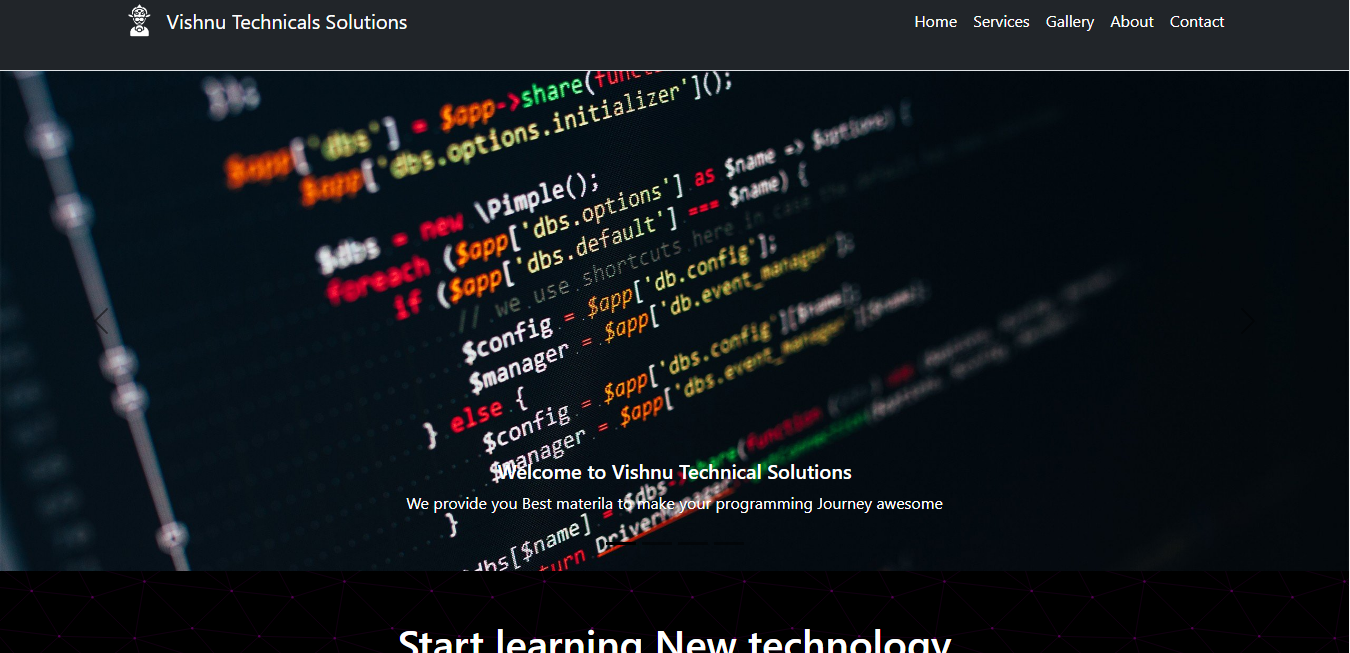 Vishnu Technicals Solutions
Home Services Gallery About Contact
$app['dbs'] = $app->share(
$app['dbs.options.initializer']();
$dbs = new \Pimple();
foreach ($app['dbs.options'] as $name => $options) {
if ($app['dbs.default'] === $name) {
// we use shortcuts here in case the default
$config = $app['db.config'];
$manager = $app['db.event_manager'];
} else {
$config = $app['dbs.config'][$name];
$manager = $app['dbs.event_manager'][$name];
}
Welcome to Vishnu Technical Solutions
We provide you Best materila to make your programming Journey awesome
$dbs->share(function
dbs[$name] =
DriverManager
Start learning New technology